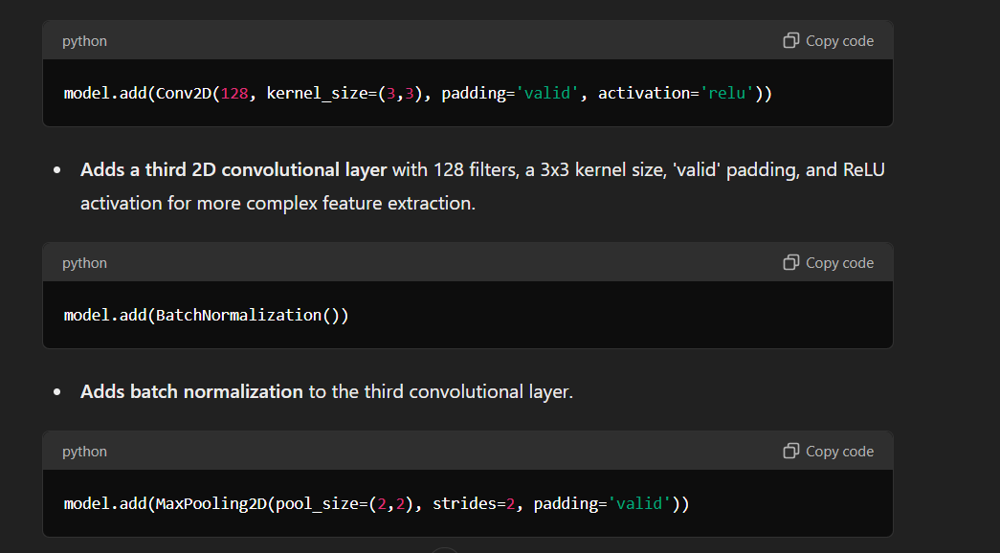 python
Copy code
model.add(Conv2D(128, kernel_size=(3,3), padding='valid', activation='relu'))
• Adds a third 2D convolutional layer with 128 filters, a 3x3 kernel size, 'valid' padding, and ReLU
activation for more complex feature extraction.
python
Copy code
model.add(BatchNormalization())
• Adds batch normalization to the third convolutional layer.
python
Copy code
model.add(MaxPooling2D(pool_size=(2,2), strides=2, padding='valid'))